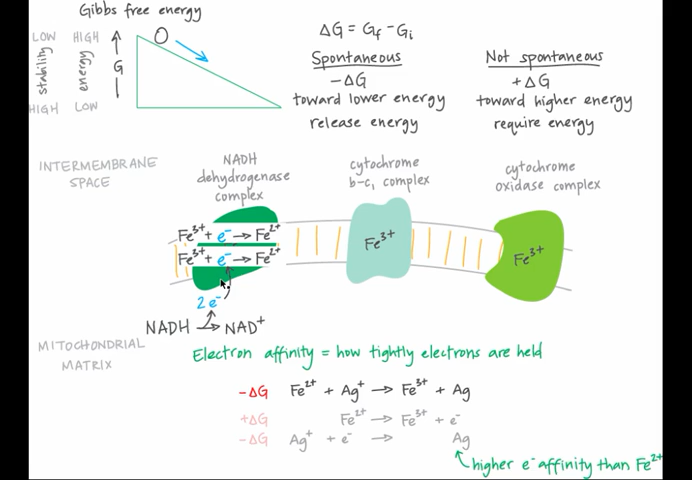 Gibbs free energy
LOW HIGH
stability
energy
G
HIGH LOW
ΔG = Gf - Gi
Spontaneous
-ΔG
toward lower energy
release energy
Not spontaneous
+ΔG
toward higher energy
require energy
INTERMEMBRANE
SPACE
NADH
dehydrogenase
complex
cytochrome
b-c₁ complex
cytochrome
oxidase complex
Fe³⁺ + e⁻ → Fe²⁺
Fe³⁺ + e⁻ → Fe²⁺
Fe³⁺
Fe³⁺
2 e⁻
NADH → NAD⁺
MITOCHONDRIAL
MATRIX
Electron affinity = how tightly electrons are held
-ΔG Fe²⁺ + Ag⁺ → Fe³⁺ + Ag
+ΔG Fe²⁺ → Fe³⁺ + e⁻
-ΔG Ag⁺ + e⁻ → Ag
higher e⁻ affinity than Fe²⁺